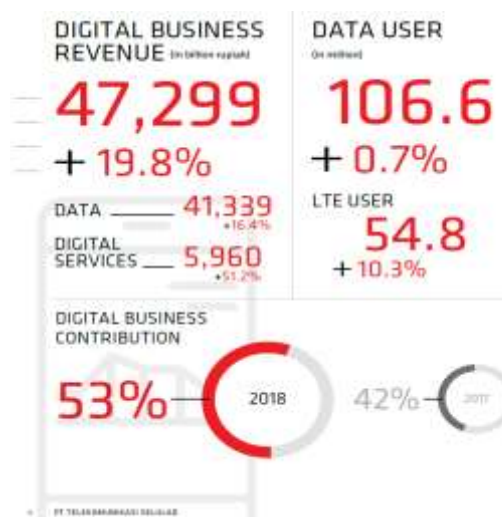 DIGITAL BUSINESS
REVENUE (in billion rupiah)
47,299
+ 19.8%
DATA 41,339
+16.4%
DIGITAL
SERVICES 5,960
+51.2%
DATA USER
(in million)
106.6
+ 0.7%
LTE USER
54.8
+ 10.3%
DIGITAL BUSINESS
CONTRIBUTION
53% 2018
42% 2017
PT TELEKOMUNIKASI SELULAR